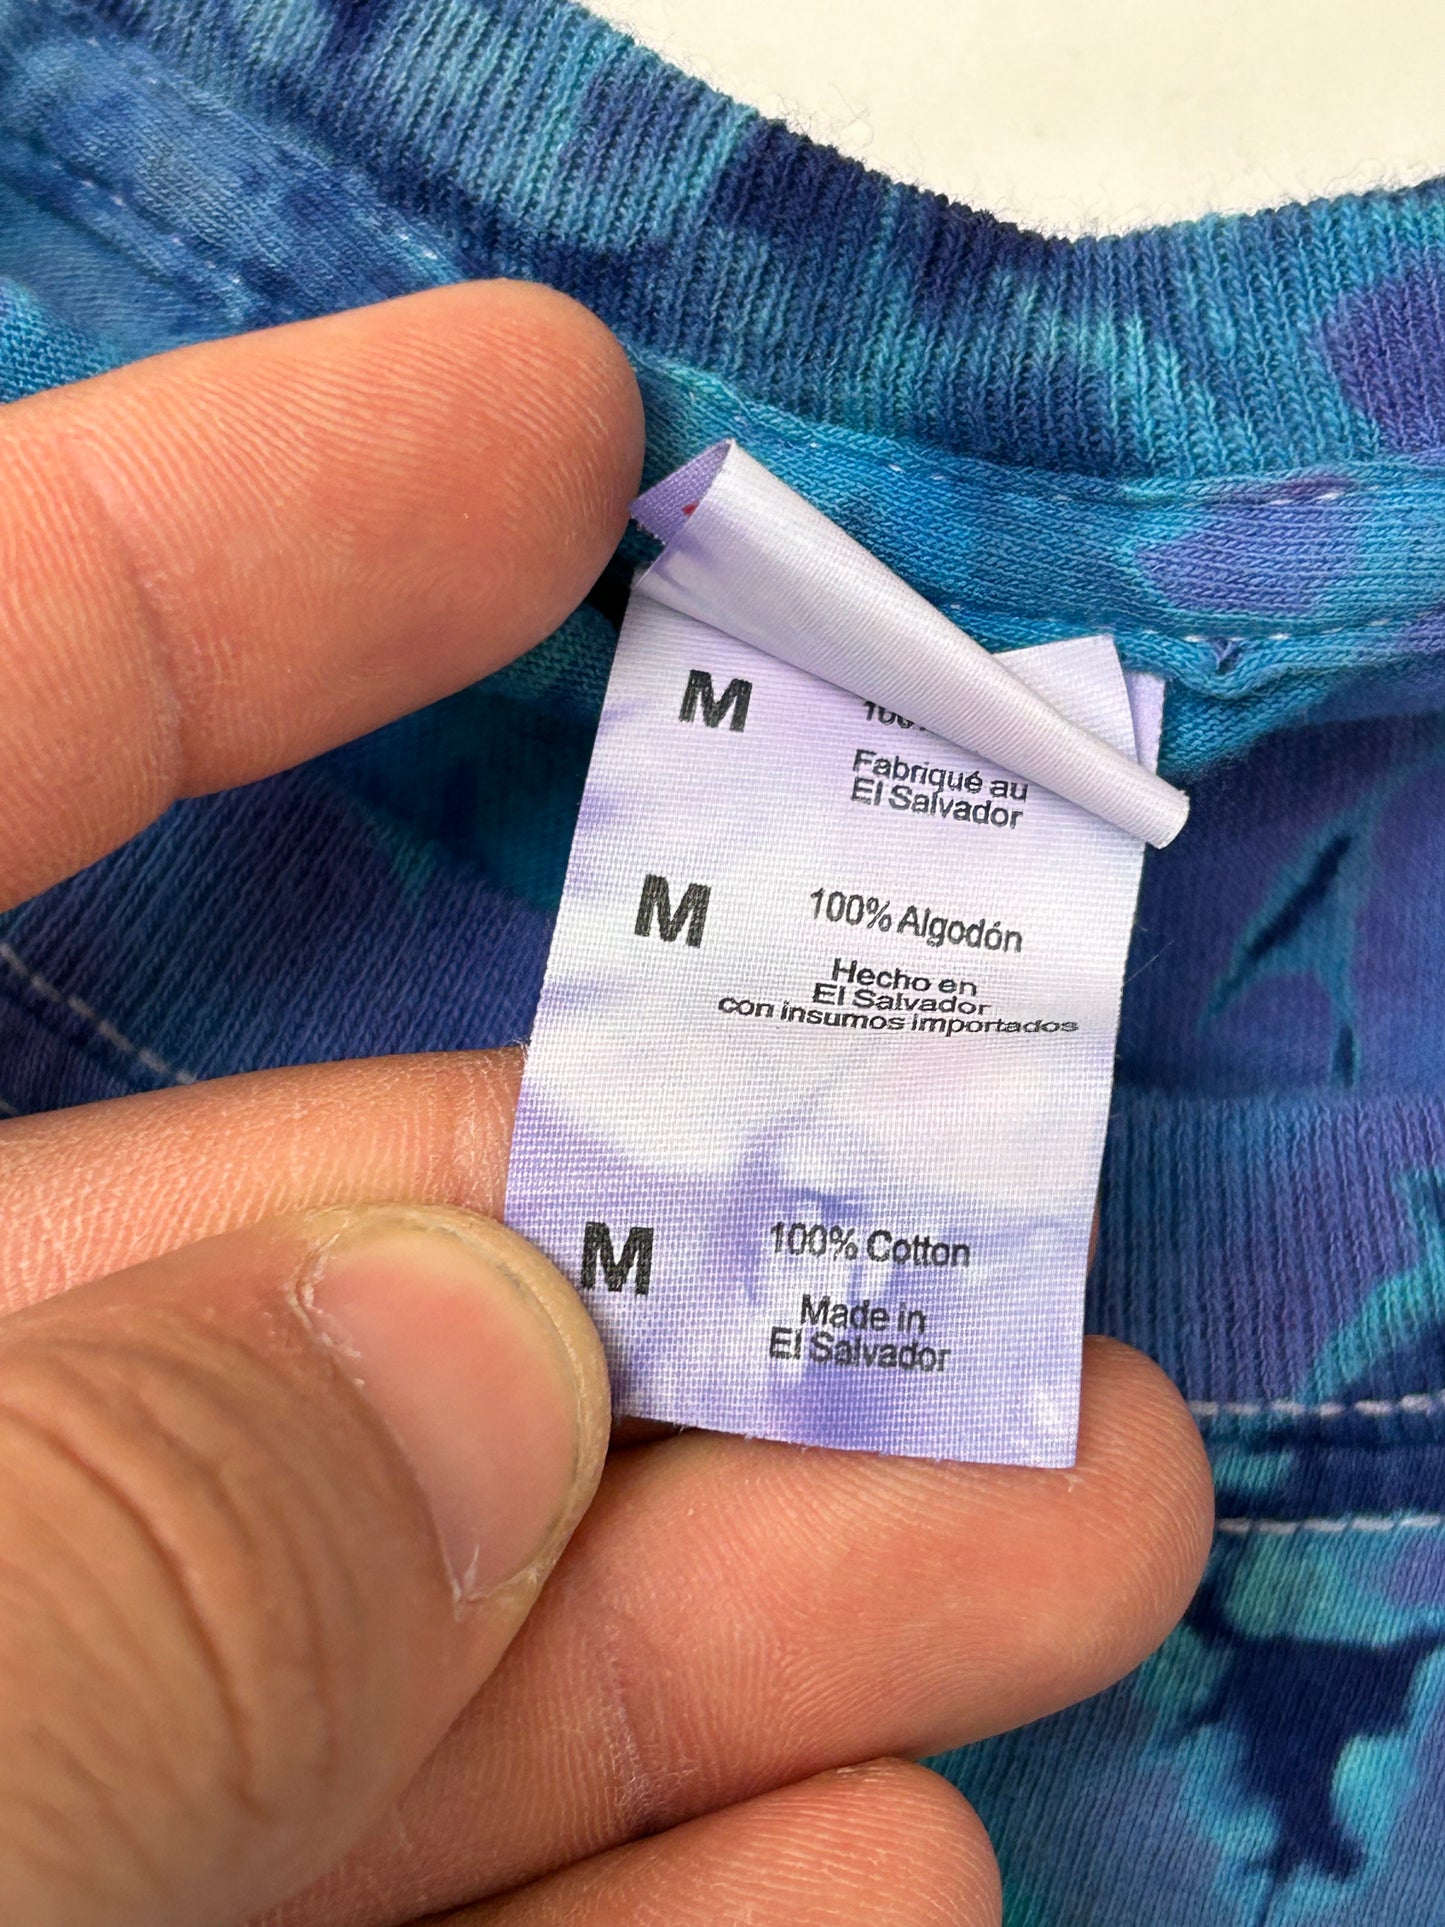 M
Fabriqué au
El Salvador
M 100% Algodón
Hecho en
El Salvador
con insumos importados
M 100% Cotton
Made in
El Salvador